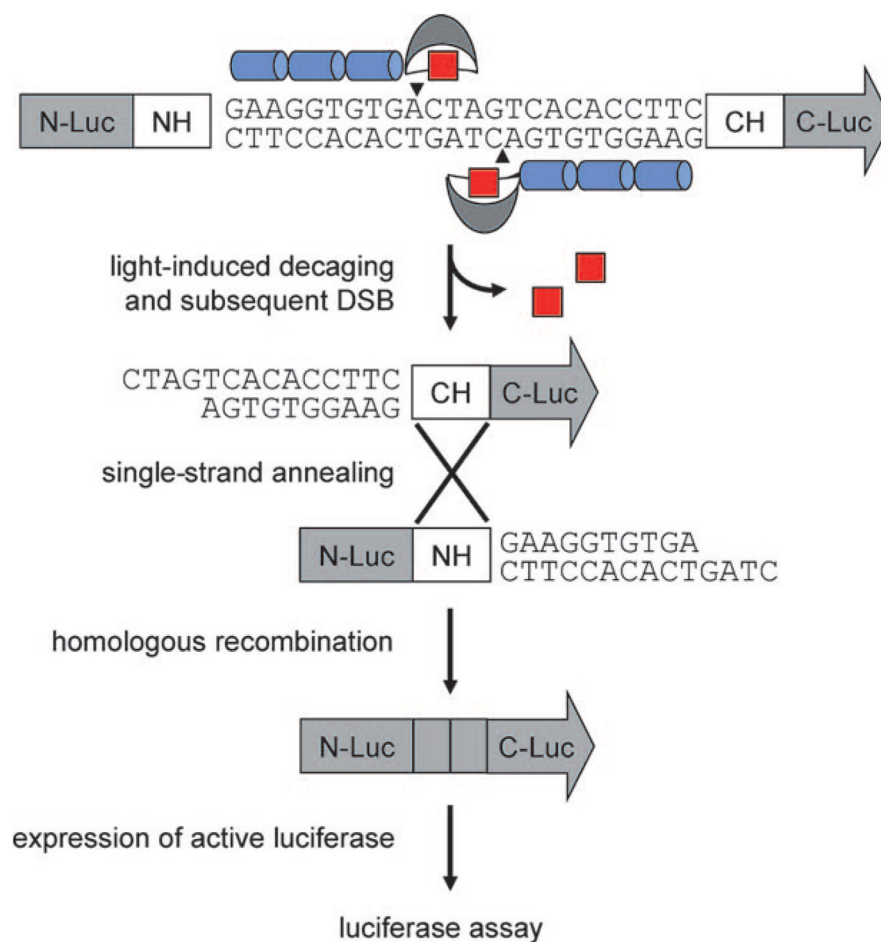 N-Luc NH GAAGGTGTGACTAGTCACACCTTC CH C-Luc
CTTCCACACTGATCAGTGTGGAAG
light-induced decaging
and subsequent DSB
CTAGTCACACCTTC CH C-Luc
AGTGTGGAAG
single-strand annealing
N-Luc NH GAAGGTGTGA
CTTCCACACTGATC
homologous recombination
N-Luc C-Luc
expression of active luciferase
luciferase assay